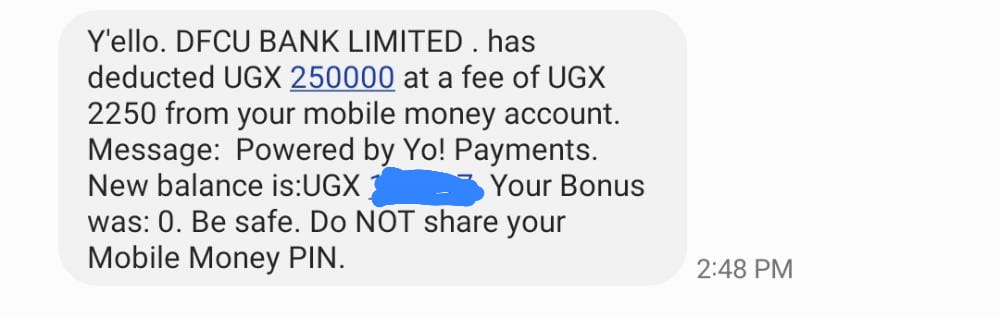 Y'ello. DFCU BANK LIMITED . has
deducted UGX 250000 at a fee of UGX
2250 from your mobile money account.
Message:  Powered by Yo! Payments.
New balance is:UGX Your Bonus
was: 0. Be safe. Do NOT share your
Mobile Money PIN.
2:48 PM